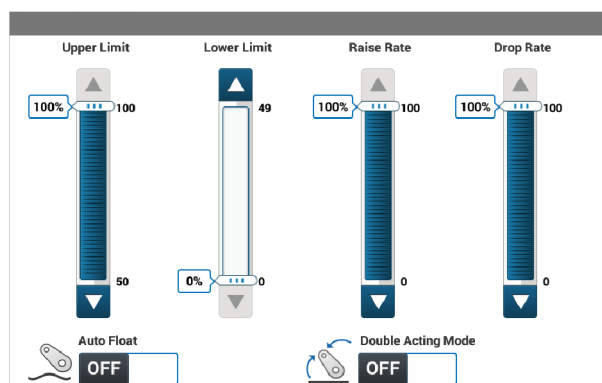 Upper Limit Lower Limit Raise Rate Drop Rate
100% 100 49 100% 100 100% 100
50 0% 0 0 0
Auto Float Double Acting Mode
OFF OFF